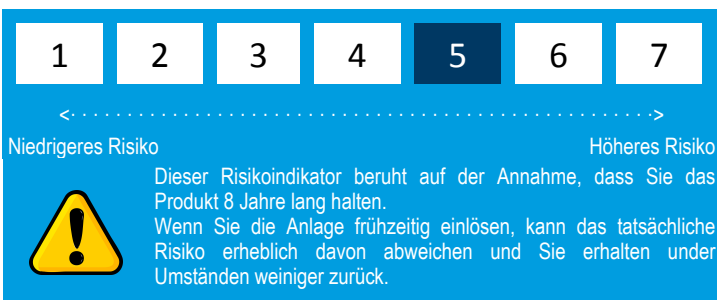 1 2 3 4 5 6 7
<·····················································>
Niedrigeres Risiko Höheres Risiko
Dieser Risikoindikator beruht auf der Annahme, dass Sie das
Produkt 8 Jahre lang halten.
Wenn Sie die Anlage frühzeitig einlösen, kann das tatsächliche
Risiko erheblich davon abweichen und Sie erhalten under
Umständen weiniger zurück.